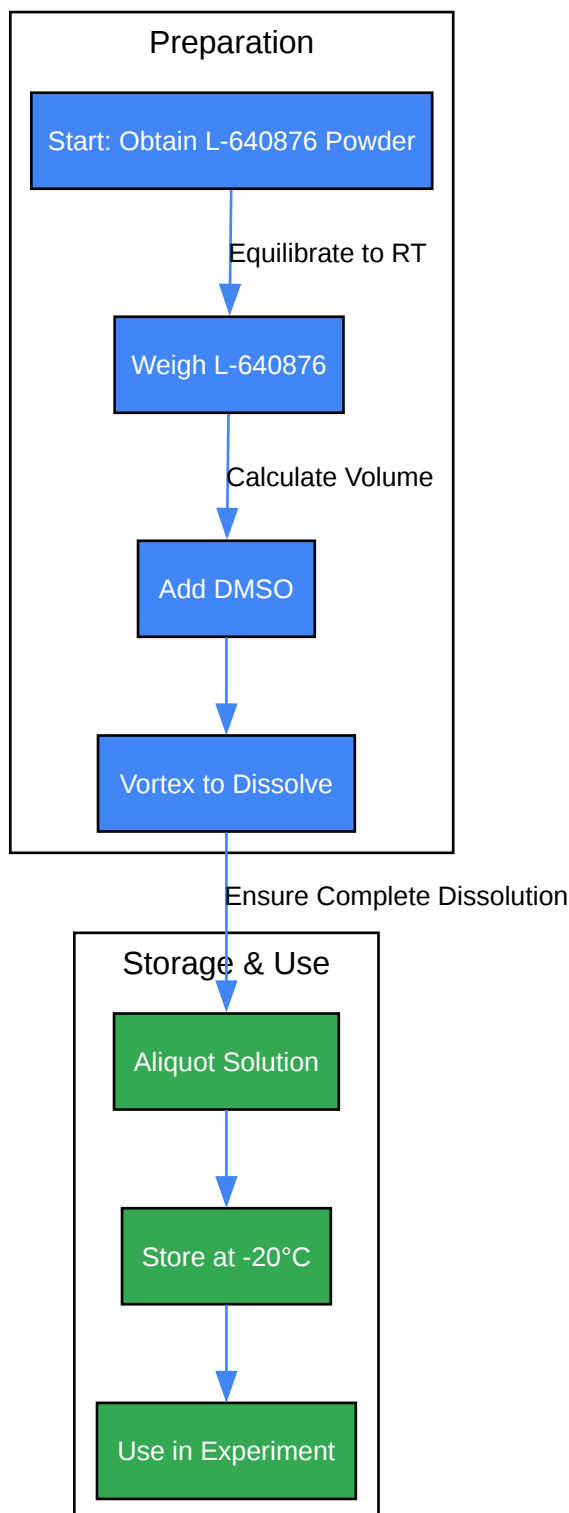 Preparation
Start: Obtain L-640876 Powder
Equilibrate to RT
Weigh L-640876
Calculate Volume
Add DMSO
Vortex to Dissolve
Ensure Complete Dissolution
Storage & Use
Aliquot Solution
Store at -20°C
Use in Experiment